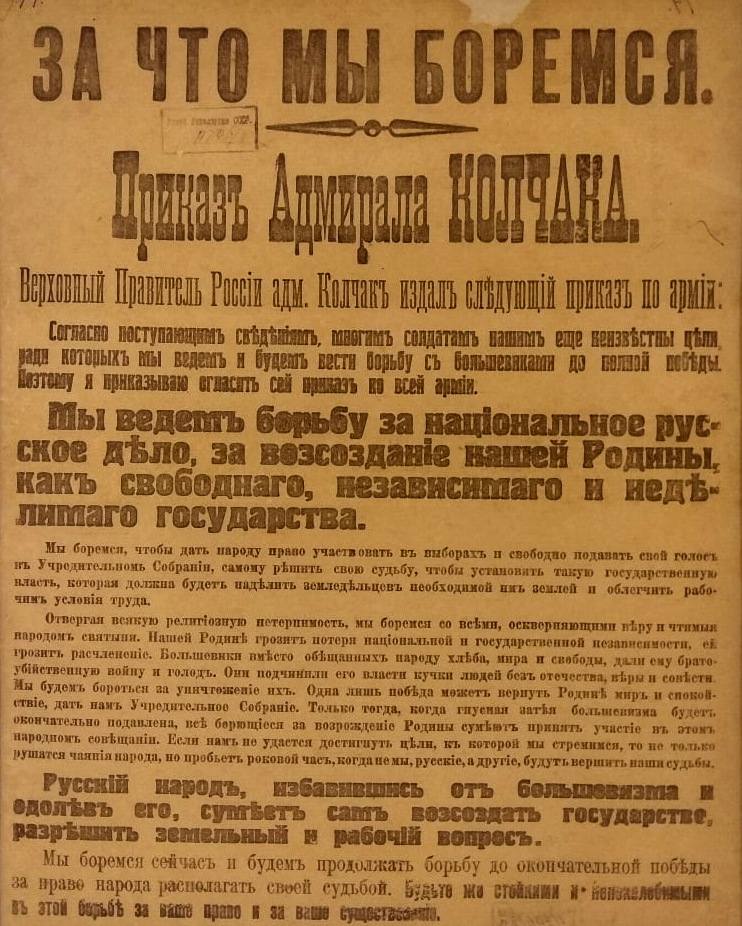 ЗА ЧТО МЫ БОРЕМСЯ.
Приказъ Адмирала КОЛЧАКА.
Верховный Правитель Россіи адм. Колчакъ издалъ слѣдующій приказъ по арміи:
Согласно поступающимъ свѣдѣніямъ, многимъ солдатамъ нашимъ еще неизвѣстны цѣли,
ради которыхъ мы ведемъ и будемъ вести борьбу съ большевиками до полной побѣды.
Поэтому я приказываю огласить сей приказъ по всей арміи.
Мы ведемъ борьбу за національное рус-
ское дѣло, за возсозданіе нашей Родины,
какъ свободнаго, независимаго и недѣ-
лимаго государства.
Мы боремся, чтобы дать народу право участвовать въ выборахъ и свободно подавать свой голосъ
въ Учредительномъ Собраніи, самому рѣшить свою судьбу, чтобы установить такую государственную
власть, которая должна будетъ надѣлить земледѣльцевъ необходимой имъ землей и облегчить рабо-
чимъ условія труда.
Отвергая всякую религіозную нетерпимость, мы боремся со всѣми, оскверняющими вѣру и чтимыя
народомъ святыни. Нашей Родинѣ грозитъ потеря національной и государственной независимости, ей
грозитъ расчлененіе. Большевики вмѣсто обѣщанныхъ народу хлѣба, мира и свободы, дали ему брато-
убійственную войну и голодъ. Они подчинили его власти кучки людей безъ отечества, вѣры и совѣсти.
Мы будемъ бороться за уничтоженіе ихъ. Одна лишь побѣда можетъ вернуть Родинѣ миръ и спокой-
ствіе, дать намъ Учредительное Собраніе. Только тогда, когда гнусная затѣя большевизма будетъ
окончательно подавлена, всѣ борющіеся за возрожденіе Родины сумѣютъ принять участіе въ этомъ
народномъ совѣщаніи. Если намъ не удастся достигнуть цѣли, къ которой мы стремимся, то не только
рушатся чаянія народа, но пробьетъ роковой часъ, когда не мы, русскіе, а другіе, будутъ вершить наши судьбы.
Русскій народъ, избавившись отъ большевизма и
одолѣвъ его, сумѣетъ самъ возсоздать государство,
разрѣшить земельный и рабочій вопросъ.
Мы боремся сейчасъ и будемъ продолжать борьбу до окончательной побѣды
за право народа располагать своей судьбой. Будьте же стойкими и непоколебимыми
въ этой борьбѣ за ваше право и за ваше существованіе.